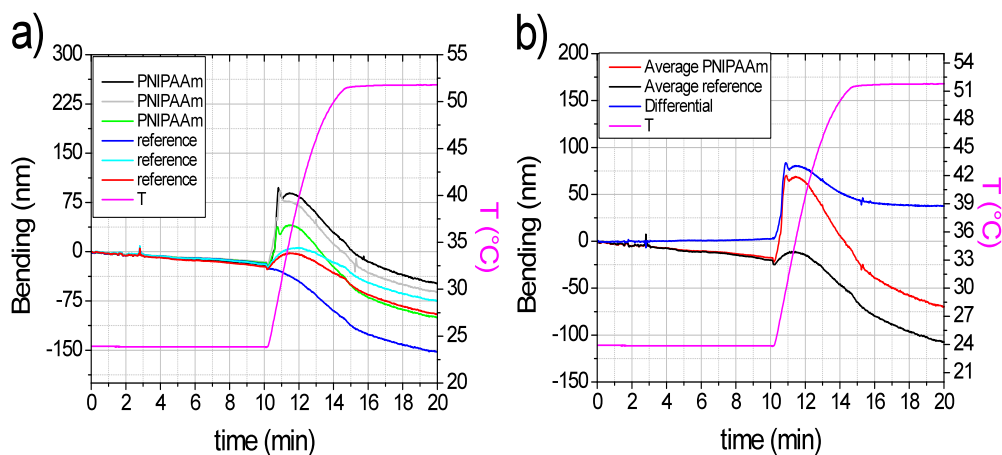 a)
300
225
150
75
0
-75
-150
Bending (nm)
PNIPAAm
PNIPAAm
PNIPAAm
reference
reference
reference
T
55
50
45
40
35
30
25
20
T (°C)
0 2 4 6 8 10 12 14 16 18 20
time (min)
b)
200
150
100
50
0
-50
-100
-150
Bending (nm)
Average PNIPAAm
Average reference
Differential
T
54
51
48
45
42
39
36
33
30
27
24
21
T (°C)
0 2 4 6 8 10 12 14 16 18 20
time (min)